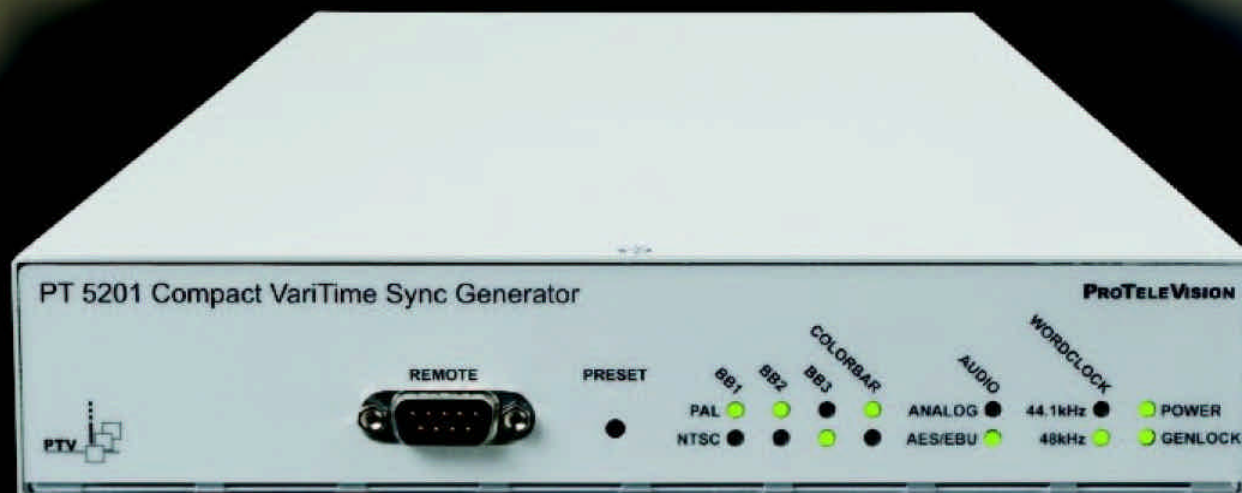 PT 5201 Compact VariTime Sync Generator
PROTELEVISION
REMOTE
PRESET
BB1 BB2 BB3 COLORBAR AUDIO WORDCLOCK
PAL ANALOG 44.1kHz POWER
NTSC AES/EBU 48kHz GENLOCK
PTV